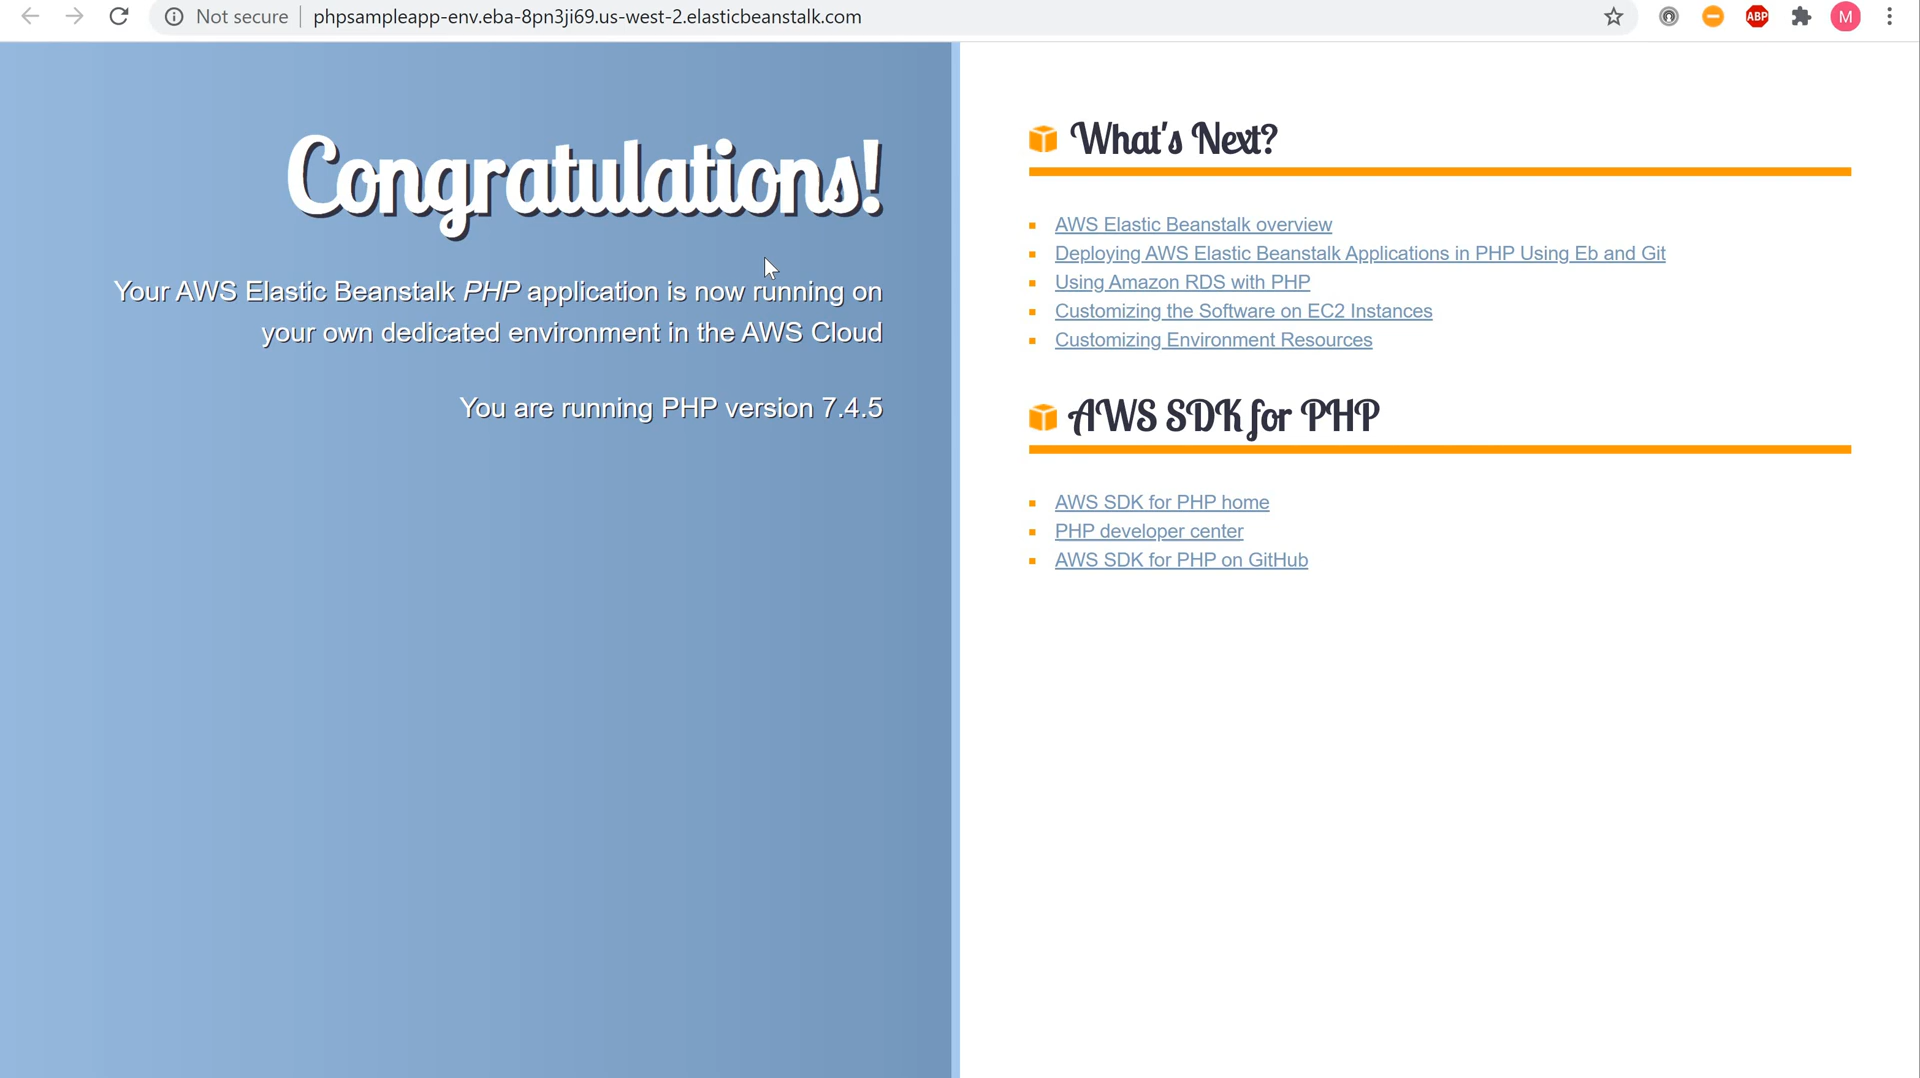 Not secure
phpsampleapp-env.eba-8pn3ji69.us-west-2.elasticbeanstalk.com
ABP
M
Congratulations!
Your AWS Elastic Beanstalk PHP application is now running on
your own dedicated environment in the AWS Cloud
You are running PHP version 7.4.5
What's Next?
AWS Elastic Beanstalk overview
Deploying AWS Elastic Beanstalk Applications in PHP Using Eb and Git
Using Amazon RDS with PHP
Customizing the Software on EC2 Instances
Customizing Environment Resources
AWS SDK for PHP
AWS SDK for PHP home
PHP developer center
AWS SDK for PHP on GitHub